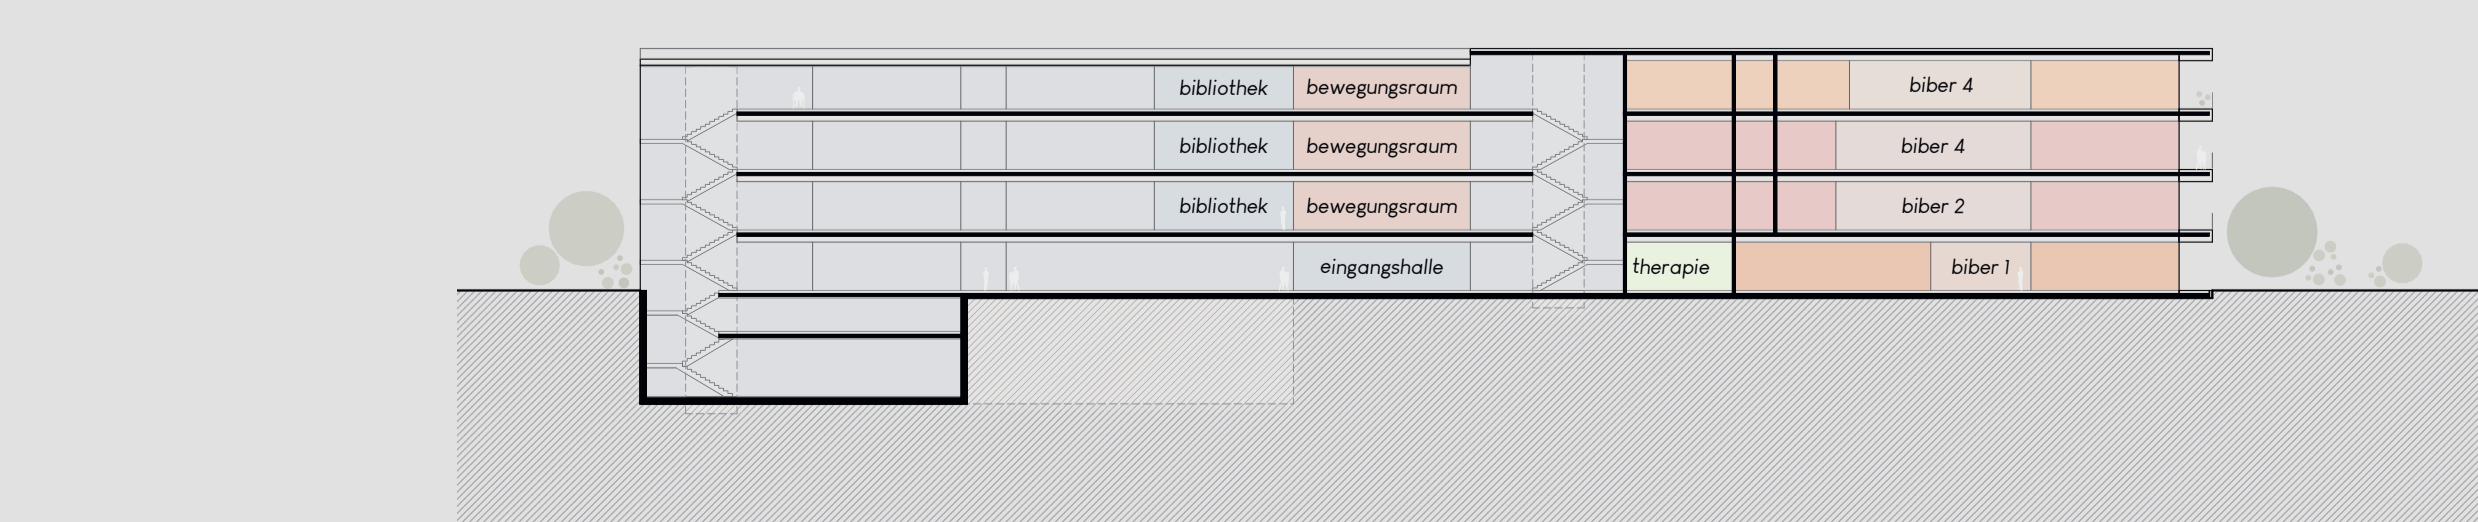 bibliothek bewegungsraum biber 4
bibliothek bewegungsraum biber 4
bibliothek bewegungsraum biber 2
eingangshalle therapie biber 1